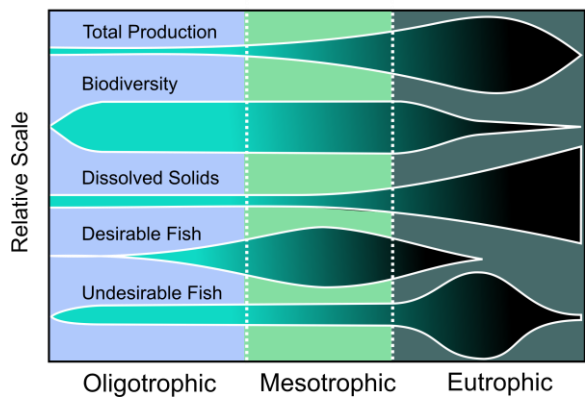 Total Production
Biodiversity
Dissolved Solids
Desirable Fish
Undesirable Fish
Relative Scale
Oligotrophic Mesotrophic Eutrophic